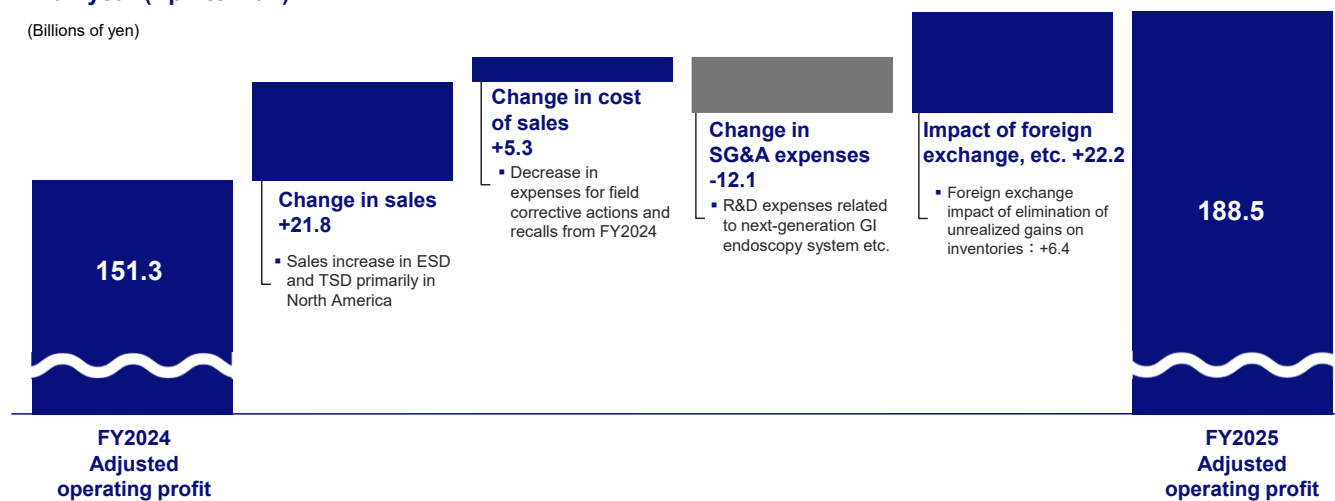 (Billions of yen)
151.3
Change in sales
+21.8
▪ Sales increase in ESD
and TSD primarily in
North America
Change in cost
of sales
+5.3
▪ Decrease in
expenses for field
corrective actions and
recalls from FY2024
Change in
SG&A expenses
-12.1
▪ R&D expenses related
to next-generation GI
endoscopy system etc.
Impact of foreign
exchange, etc. +22.2
▪ Foreign exchange
impact of elimination of
unrealized gains on
inventories：+6.4
188.5
FY2024
Adjusted
operating profit
FY2025
Adjusted
operating profit